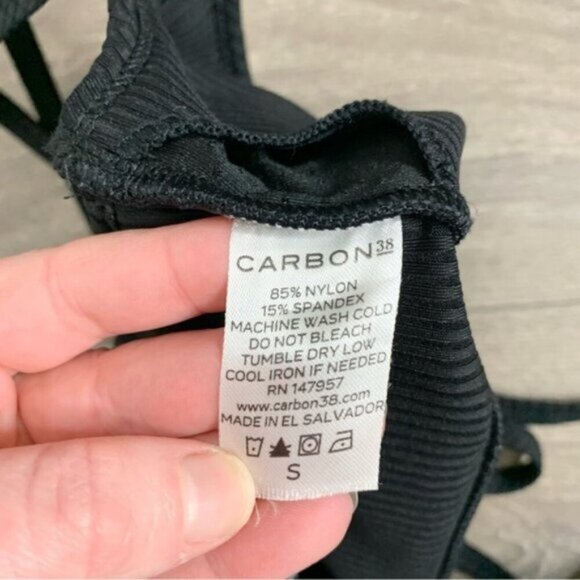 CARBON38
85% NYLON
15% SPANDEX
MACHINE WASH COLD
DO NOT BLEACH
TUMBLE DRY LOW
COOL IRON IF NEEDED
RN 147957
www.carbon38.com
MADE IN EL SALVADOR
S